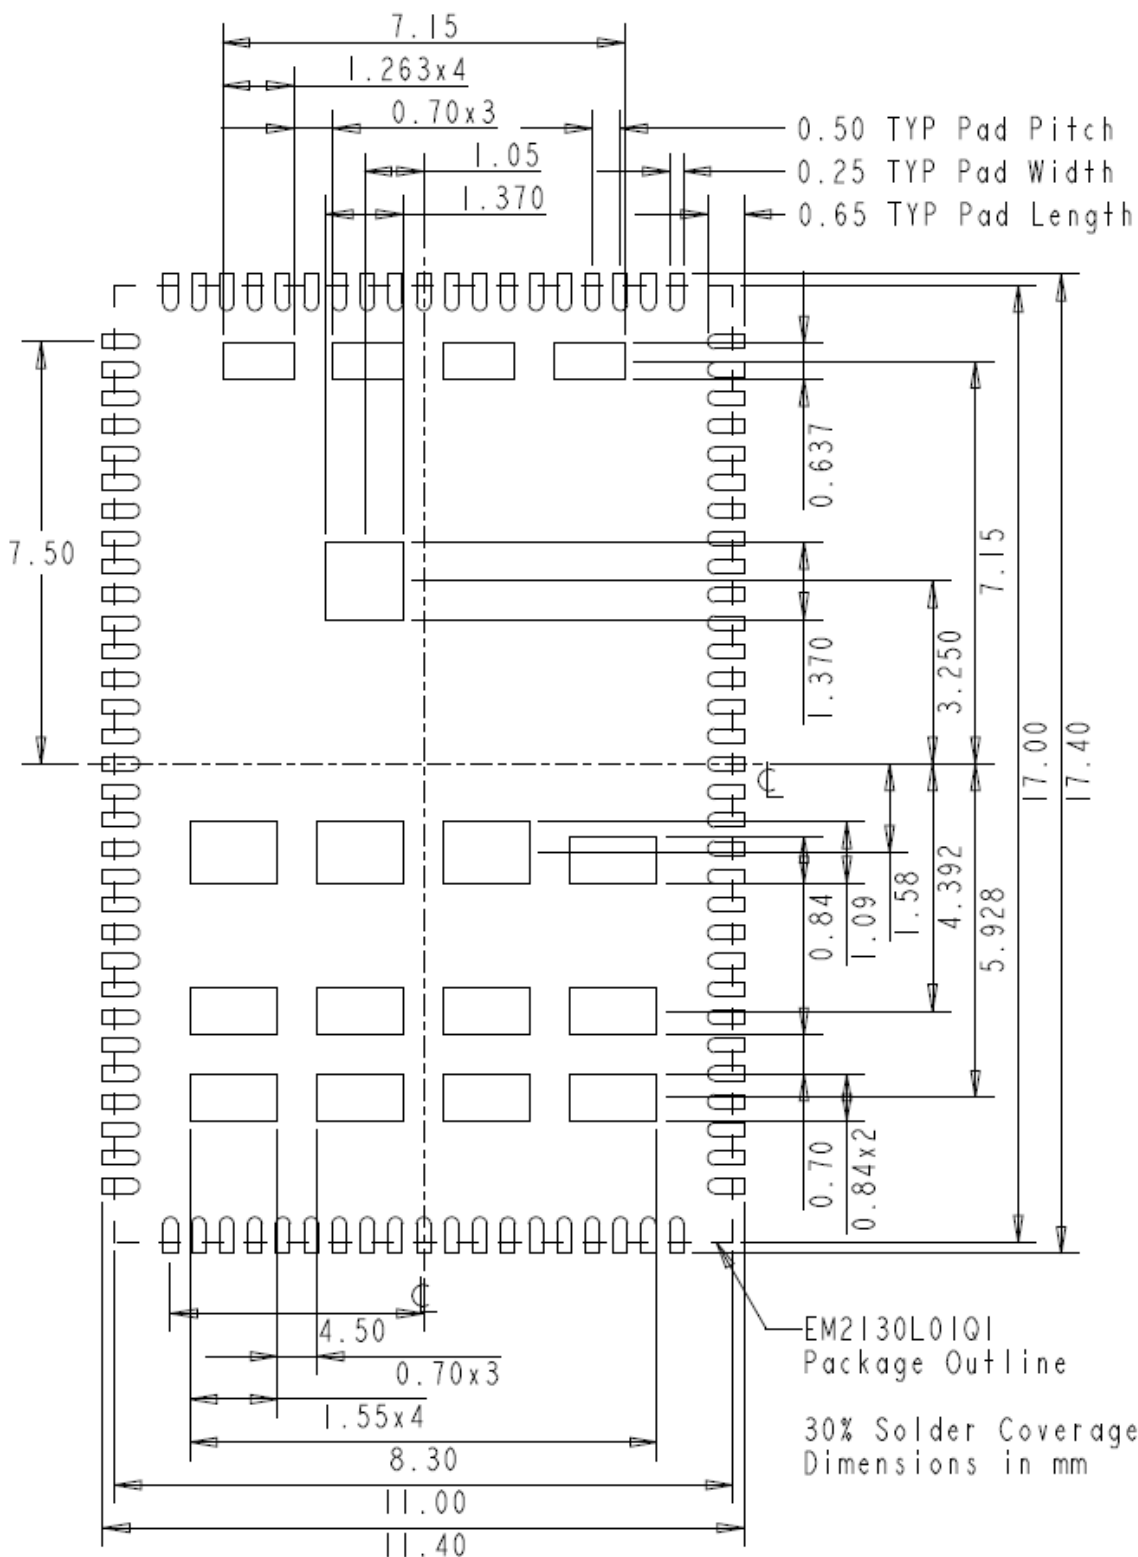 7.15
1.263x4
0.70x3
0.50 TYP Pad Pitch
1.05
0.25 TYP Pad Width
1.370
0.65 TYP Pad Length
0.637
7.50
7.15
1.370
3.250
17.00
17.40
℄
0.84
1.09
1.58
4.392
5.928
0.70
0.84x2
℄
4.50
EM2130L01QI
Package Outline
0.70x3
1.55x4
30% Solder Coverage
8.30
Dimensions in mm
11.00
11.40